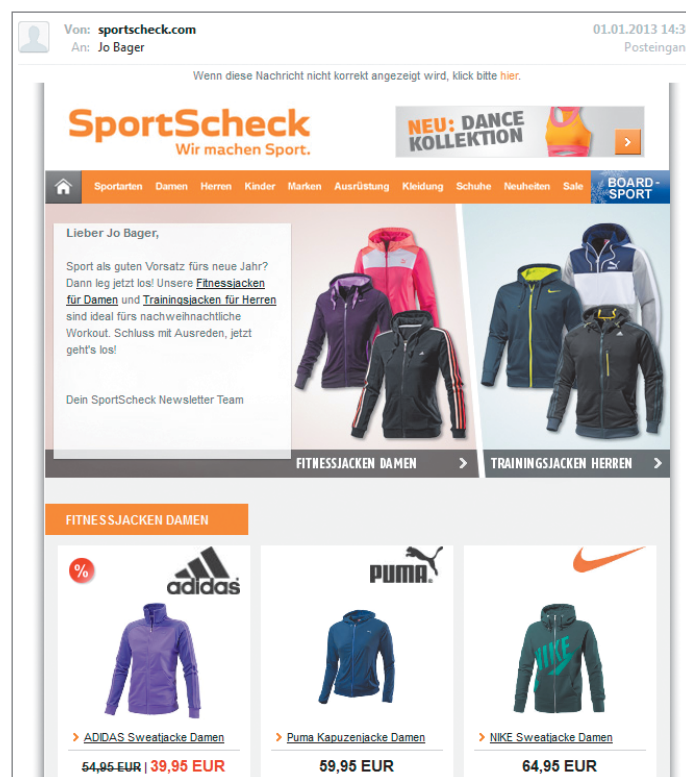 Von: sportscheck.com
01.01.2013 14:3
An: Jo Bager
Posteingan
Wenn diese Nachricht nicht korrekt angezeigt wird, klick bitte hier.
SportScheck
Wir machen Sport.
NEU: DANCE
KOLLEKTION
Sportarten Damen Herren Kinder Marken Ausrüstung Kleidung Schuhe Neuheiten Sale BOARD-
SPORT
Lieber Jo Bager,
Sport als guten Vorsatz fürs neue Jahr?
Dann leg jetzt los! Unsere Fitnessjacken
für Damen und Trainingsjacken für Herren
sind ideal fürs nachweihnachtliche
Workout. Schluss mit Ausreden, jetzt
geht's los!
Dein SportScheck Newsletter Team
FITNESSJACKEN DAMEN
TRAININGSJACKEN HERREN
FITNESSJACKEN DAMEN
%
adidas
PUMA
NIKE
ADIDAS Sweatjacke Damen
Puma Kapuzenjacke Damen
NIKE Sweatjacke Damen
54,95 EUR | 39,95 EUR
59,95 EUR
64,95 EUR